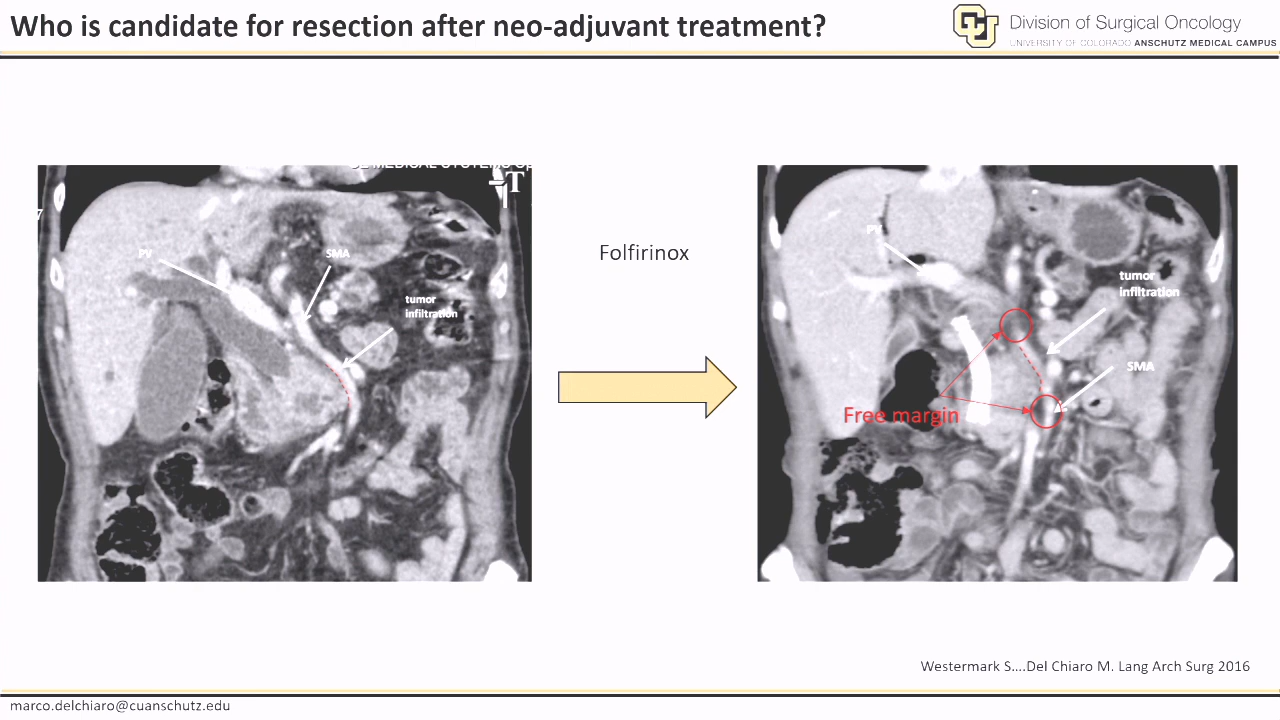 Who is candidate for resection after neo-adjuvant treatment?
Division of Surgical Oncology
UNIVERSITY OF COLORADO ANSCHUTZ MEDICAL CAMPUS
T
7
PV
SMA
tumor
infiltration
Folfirinox
PV
tumor
infiltration
SMA
Free margin
Westermark S....Del Chiaro M. Lang Arch Surg 2016
marco.delchiaro@cuanschutz.edu